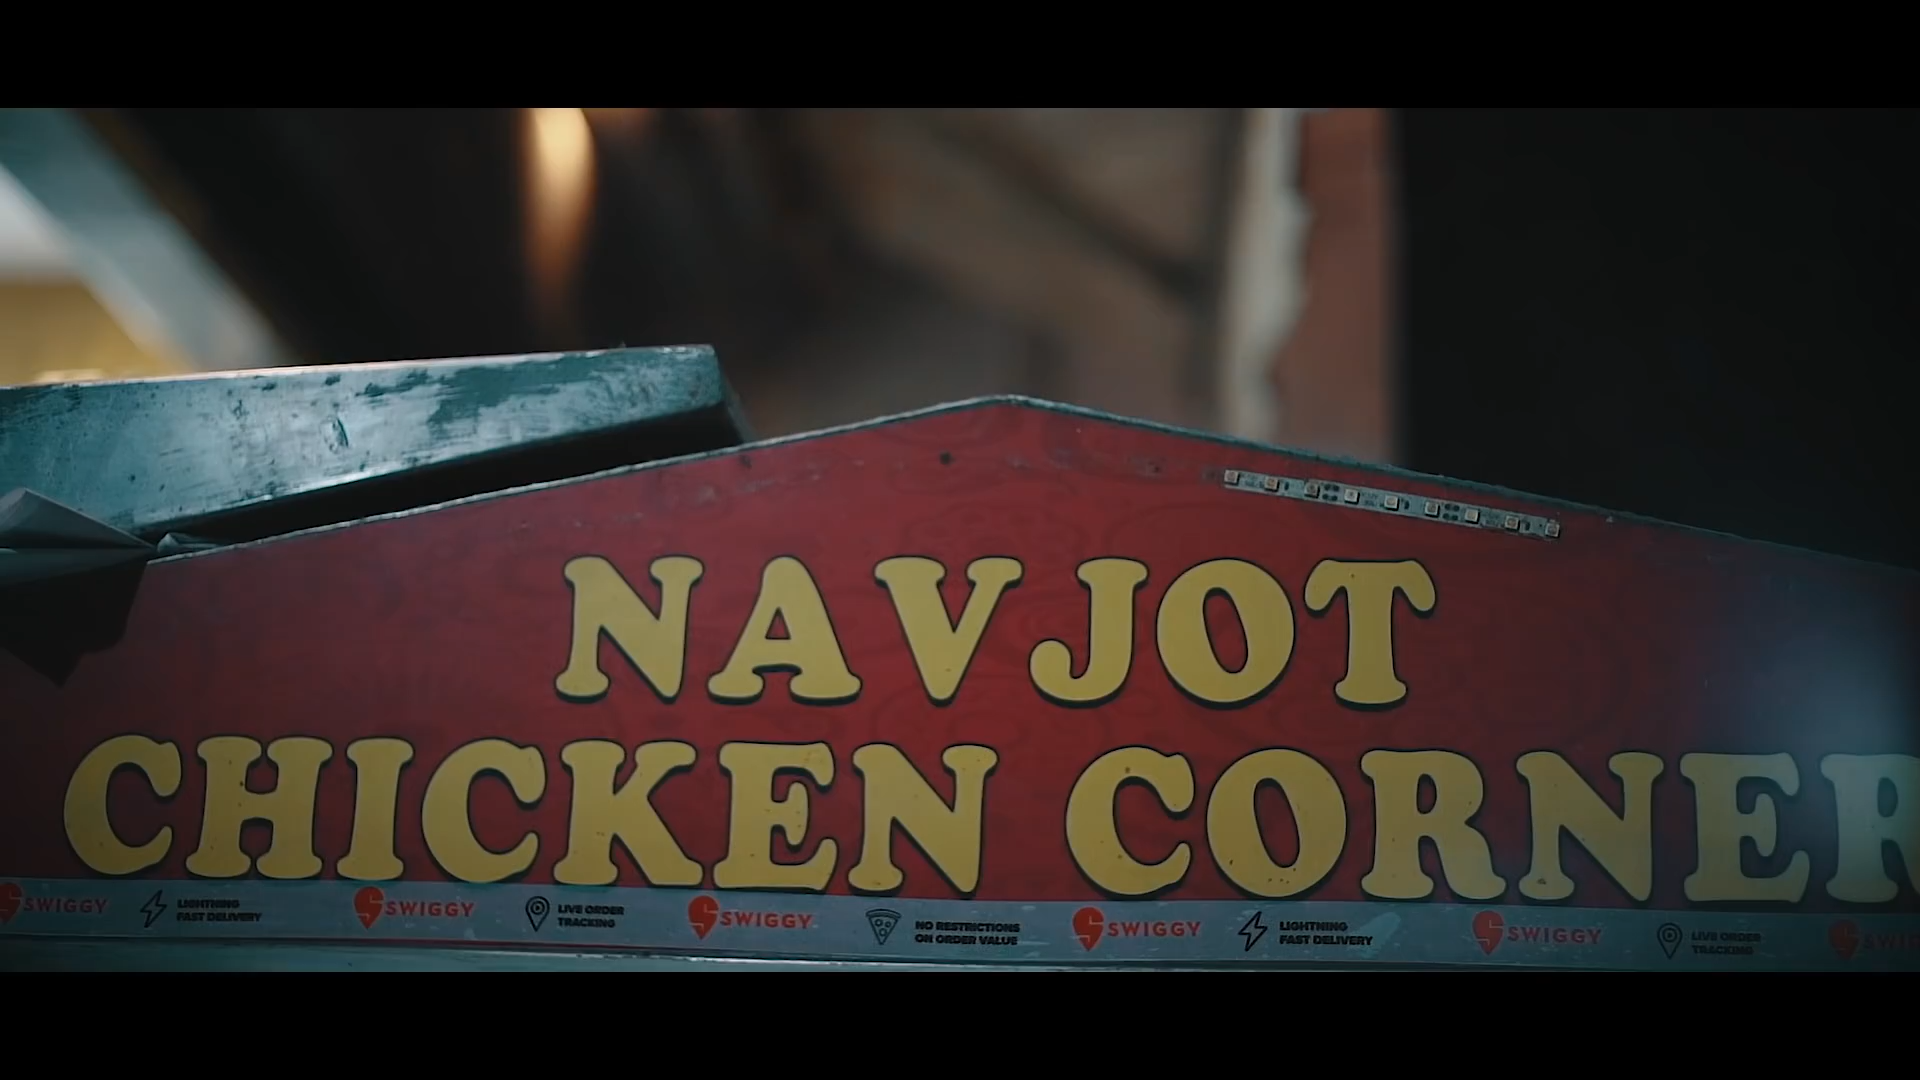 NAVJOT
CHICKEN CORNER
SWIGGY LIGHTNING FAST DELIVERY SWIGGY LIVE ORDER TRACKING SWIGGY NO RESTRICTIONS ON ORDER VALUE SWIGGY LIGHTNING FAST DELIVERY SWIGGY LIVE ORDER TRACKING